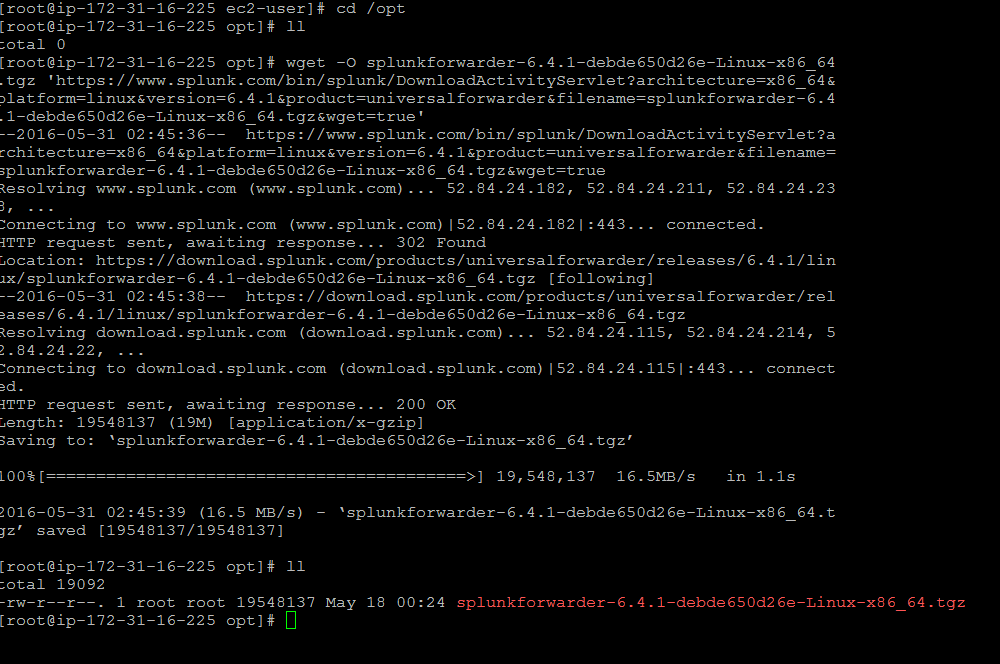 [root@ip-172-31-16-225 ec2-user]# cd /opt
[root@ip-172-31-16-225 opt]# ll
total 0
[root@ip-172-31-16-225 opt]# wget -O splunkforwarder-6.4.1-debde650d26e-Linux-x86_64
.tgz 'https://www.splunk.com/bin/splunk/DownloadActivityServlet?architecture=x86_64&
platform=linux&version=6.4.1&product=universalforwarder&filename=splunkforwarder-6.4
.1-debde650d26e-Linux-x86_64.tgz&wget=true'
--2016-05-31 02:45:36--  https://www.splunk.com/bin/splunk/DownloadActivityServlet?a
rchitecture=x86_64&platform=linux&version=6.4.1&product=universalforwarder&filename=
splunkforwarder-6.4.1-debde650d26e-Linux-x86_64.tgz&wget=true
Resolving www.splunk.com (www.splunk.com)... 52.84.24.182, 52.84.24.211, 52.84.24.23
8, ...
Connecting to www.splunk.com (www.splunk.com)|52.84.24.182|:443... connected.
HTTP request sent, awaiting response... 302 Found
Location: https://download.splunk.com/products/universalforwarder/releases/6.4.1/lin
ux/splunkforwarder-6.4.1-debde650d26e-Linux-x86_64.tgz [following]
--2016-05-31 02:45:38--  https://download.splunk.com/products/universalforwarder/rel
eases/6.4.1/linux/splunkforwarder-6.4.1-debde650d26e-Linux-x86_64.tgz
Resolving download.splunk.com (download.splunk.com)... 52.84.24.115, 52.84.24.214, 5
2.84.24.22, ...
Connecting to download.splunk.com (download.splunk.com)|52.84.24.115|:443... connect
ed.
HTTP request sent, awaiting response... 200 OK
Length: 19548137 (19M) [application/x-gzip]
Saving to: ‘splunkforwarder-6.4.1-debde650d26e-Linux-x86_64.tgz’
100%[==========================================>] 19,548,137  16.5MB/s   in 1.1s
2016-05-31 02:45:39 (16.5 MB/s) - ‘splunkforwarder-6.4.1-debde650d26e-Linux-x86_64.t
gz’ saved [19548137/19548137]
[root@ip-172-31-16-225 opt]# ll
total 19092
-rw-r--r--. 1 root root 19548137 May 18 00:24 splunkforwarder-6.4.1-debde650d26e-Linux-x86_64.tgz
[root@ip-172-31-16-225 opt]#